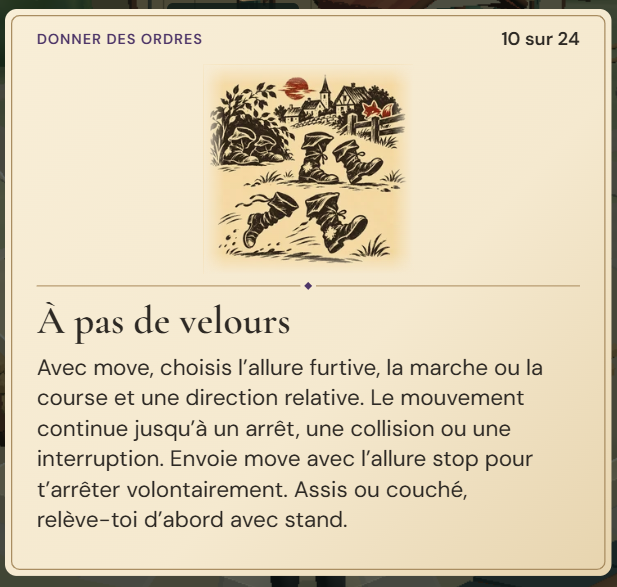 DONNER DES ORDRES
10 sur 24
À pas de velours
Avec move, choisis l’allure furtive, la marche ou la
course et une direction relative. Le mouvement
continue jusqu’à un arrêt, une collision ou une
interruption. Envoie move avec l’allure stop pour
t’arrêter volontairement. Assis ou couché,
relève-toi d’abord avec stand.